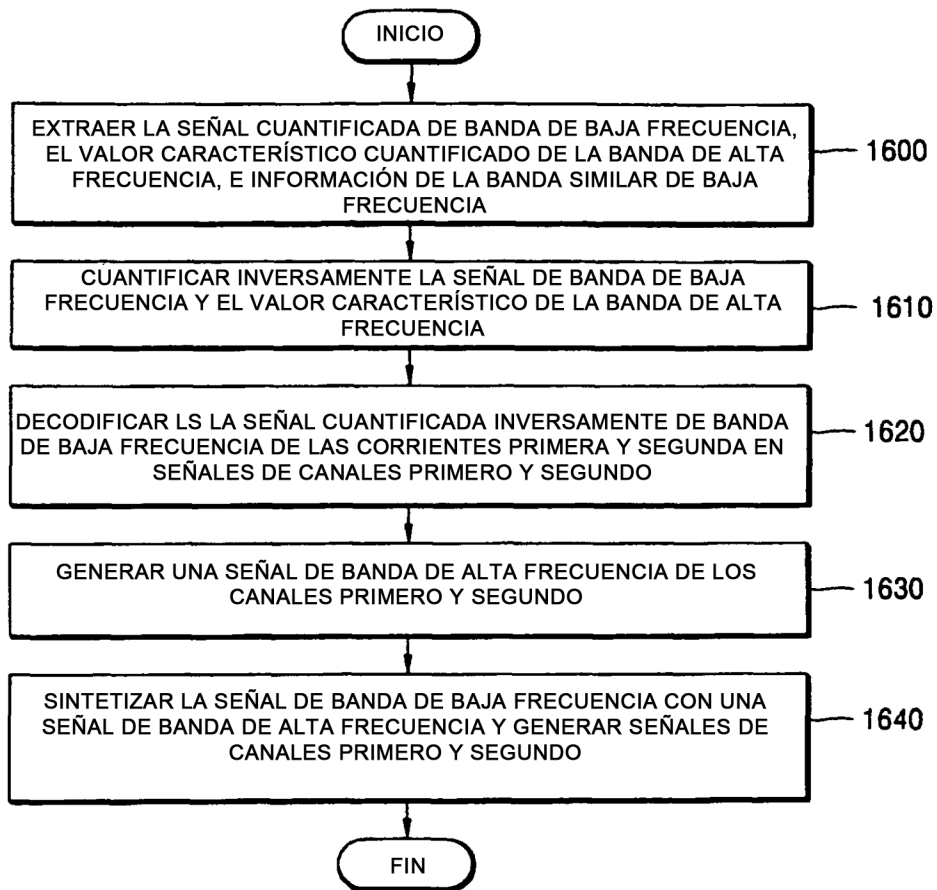 INICIO
EXTRAER LA SEÑAL CUANTIFICADA DE BANDA DE BAJA FRECUENCIA,
EL VALOR CARACTERÍSTICO CUANTIFICADO DE LA BANDA DE ALTA
FRECUENCIA, E INFORMACIÓN DE LA BANDA SIMILAR DE BAJA
FRECUENCIA
1600
CUANTIFICAR INVERSAMENTE LA SEÑAL DE BANDA DE BAJA
FRECUENCIA Y EL VALOR CARACTERÍSTICO DE LA BANDA DE ALTA
FRECUENCIA
1610
DECODIFICAR LS LA SEÑAL CUANTIFICADA INVERSAMENTE DE BANDA
DE BAJA FRECUENCIA DE LAS CORRIENTES PRIMERA Y SEGUNDA EN
SEÑALES DE CANALES PRIMERO Y SEGUNDO
1620
GENERAR UNA SEÑAL DE BANDA DE ALTA FRECUENCIA DE LOS
CANALES PRIMERO Y SEGUNDO
1630
SINTETIZAR LA SEÑAL DE BANDA DE BAJA FRECUENCIA CON UNA
SEÑAL DE BANDA DE ALTA FRECUENCIA Y GENERAR SEÑALES DE
CANALES PRIMERO Y SEGUNDO
1640
FIN